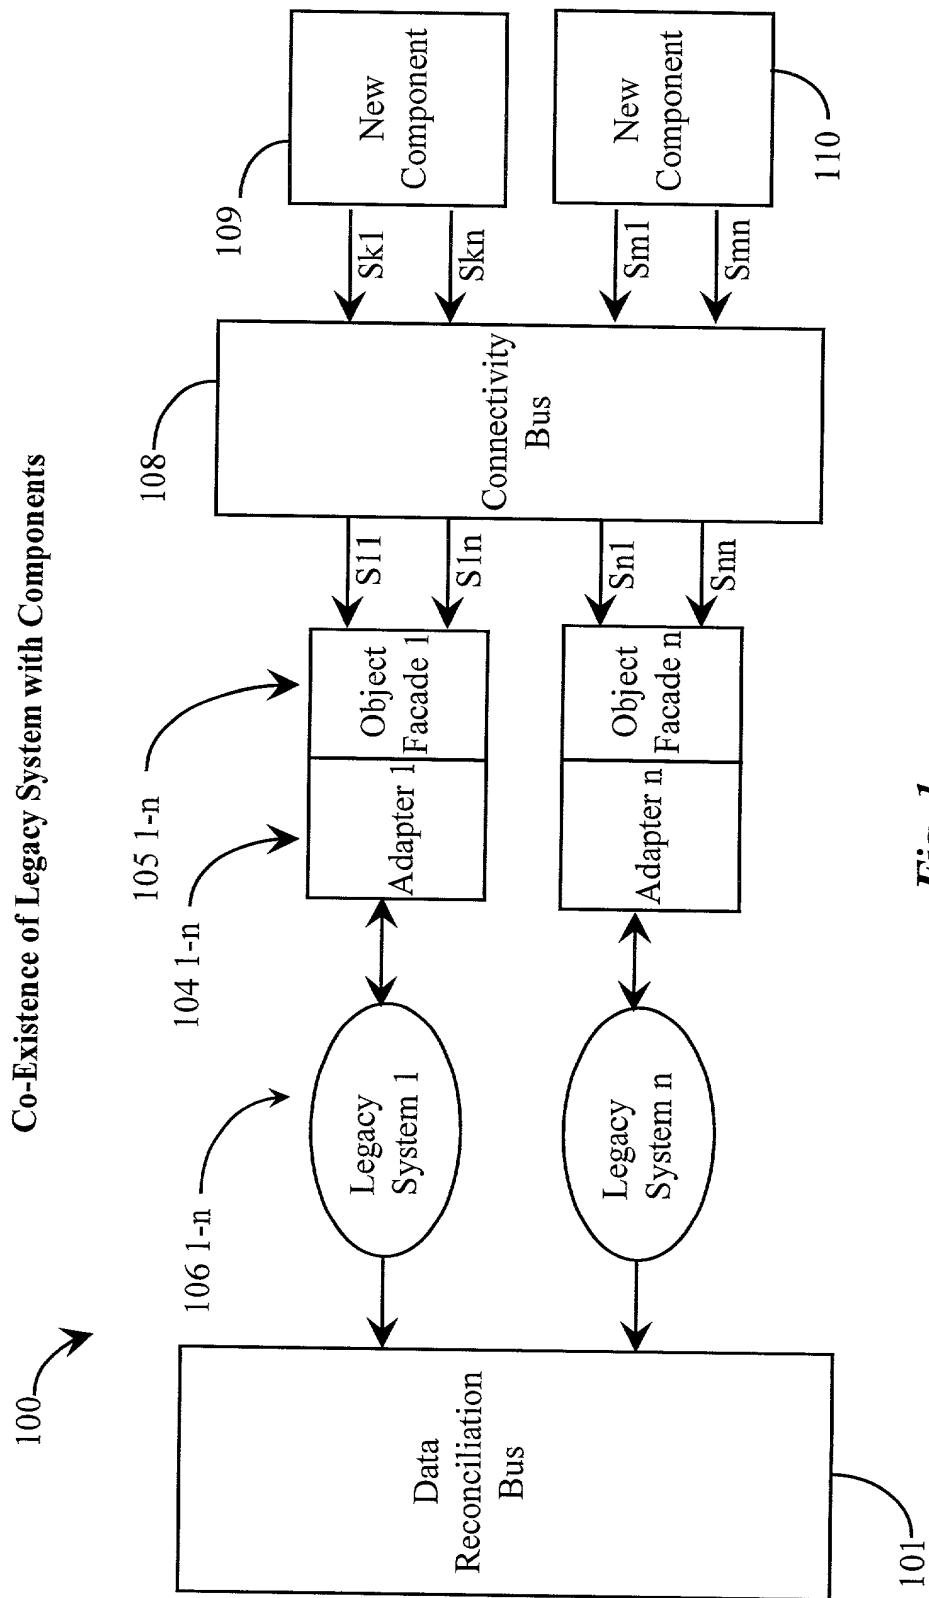 Co-Existence of Legacy System with Components
100
106 1-n
104 1-n
105 1-n
108
109
Data
Reconciliation
Bus
Legacy
System 1
Adapter 1
Object
Facade 1
S11
S1n
Connectivity
Bus
Sk1
Skn
New
Component
Legacy
System n
Adapter n
Object
Facade n
Sn1
Snn
Sm1
Smn
New
Component
101
110